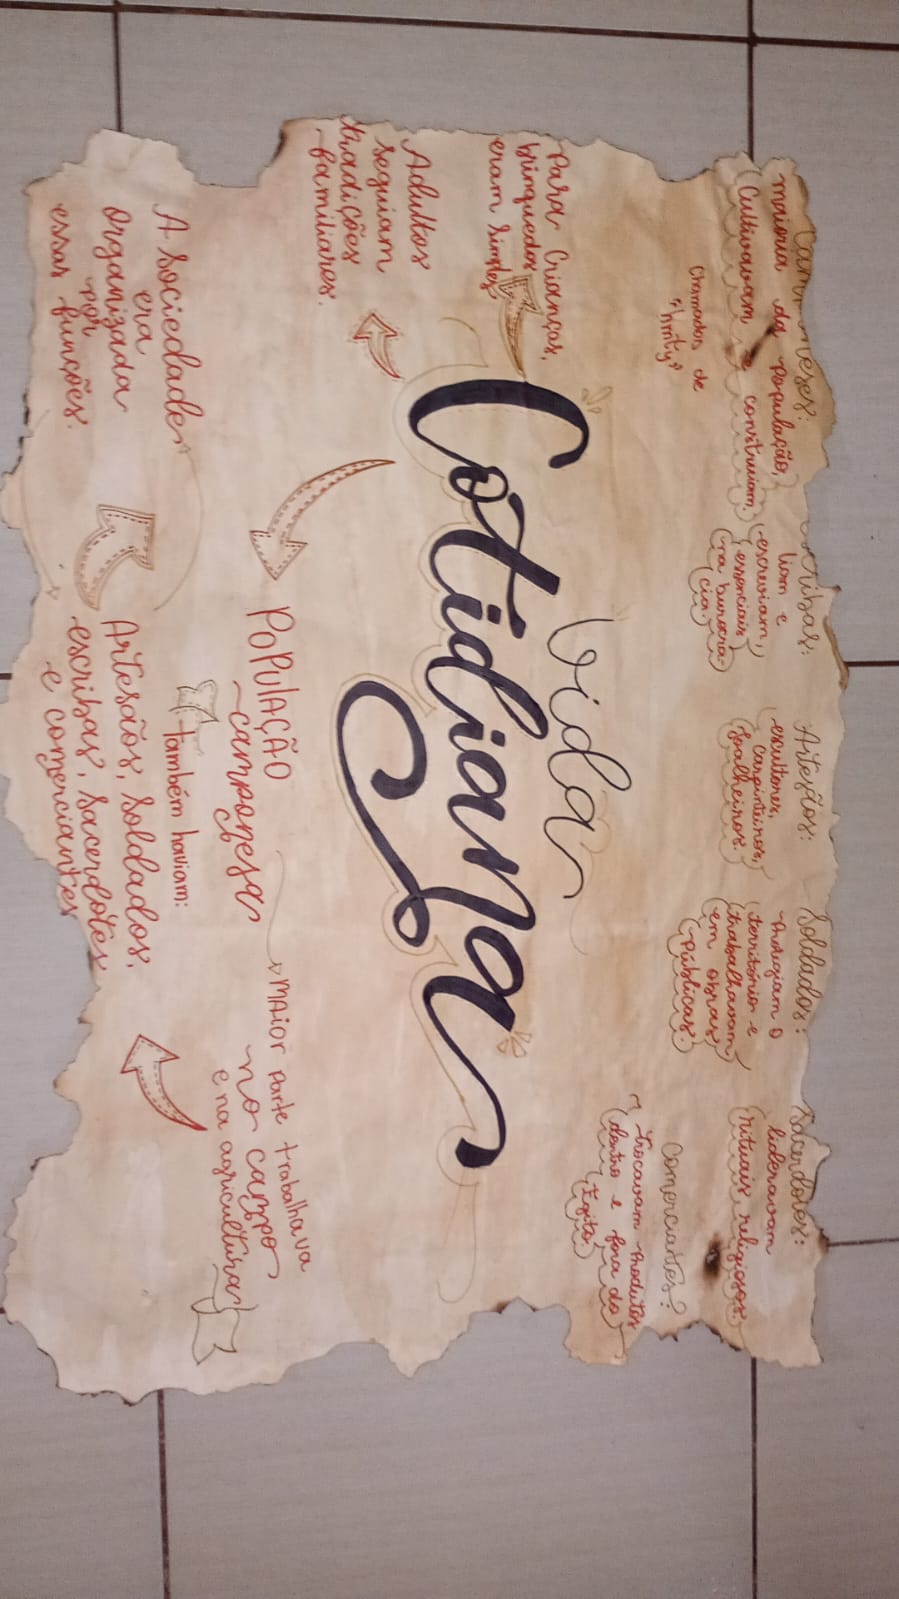 Camponeses:
maioria da população,
Cultivavam e construiam.
Chamados de
"hmty"
Escribas:
liam e
escreviam,
essenciais
na burocra-
cia.
Artesãos:
escultores,
carpinteiros,
Joalheiros.
Soldados:
Protegiam o
território e
trabalhavam
em obras
Públicas.
Sacerdotes:
lideravam
rituais religiosos.
Comerciantes:
trocavam Produtos
dentro e fora do
Egito.
Vida
Cotidiana
Para Crianças,
brinquedos
eram Simples
Adultos
seguiam
tradições
familiares.
POPULAÇÃO
camponesa
MAIOR Parte trabalhava
no campo
e na agricultura
também haviam:
Artesãos, Soldados,
escribas, Sacerdotes
e comerciantes
A Sociedade
era
Organizada
por
essas funções.